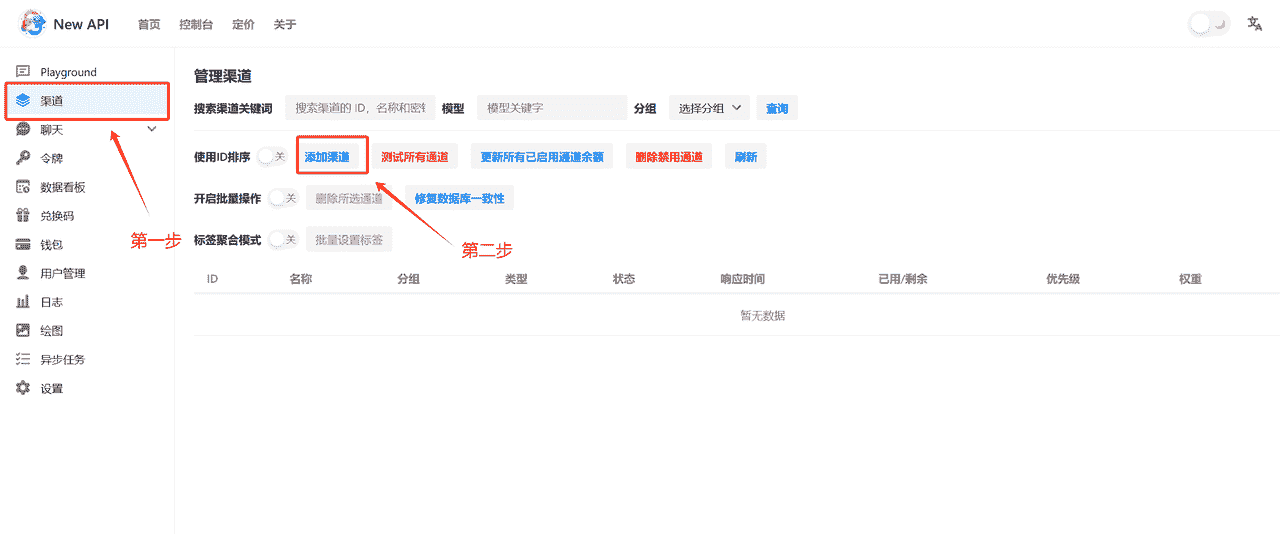 New API 首页 控制台 定价 关于
Playground
渠道
聊天
令牌
数据看板
兑换码
钱包
用户管理
日志
绘图
异步任务
设置
第一步
管理渠道
搜索渠道关键词 搜索渠道的 ID，名称和密钥 模型 模型关键字 分组 选择分组 查询
使用ID排序 关 添加渠道 测试所有通道 更新所有已启用通道余额 删除禁用通道 刷新
开启批量操作 关 删除所选通道 修复数据库一致性
标签聚合模式 关 批量设置标签
第二步
ID 名称 分组 类型 状态 响应时间 已用/剩余 优先级 权重
暂无数据